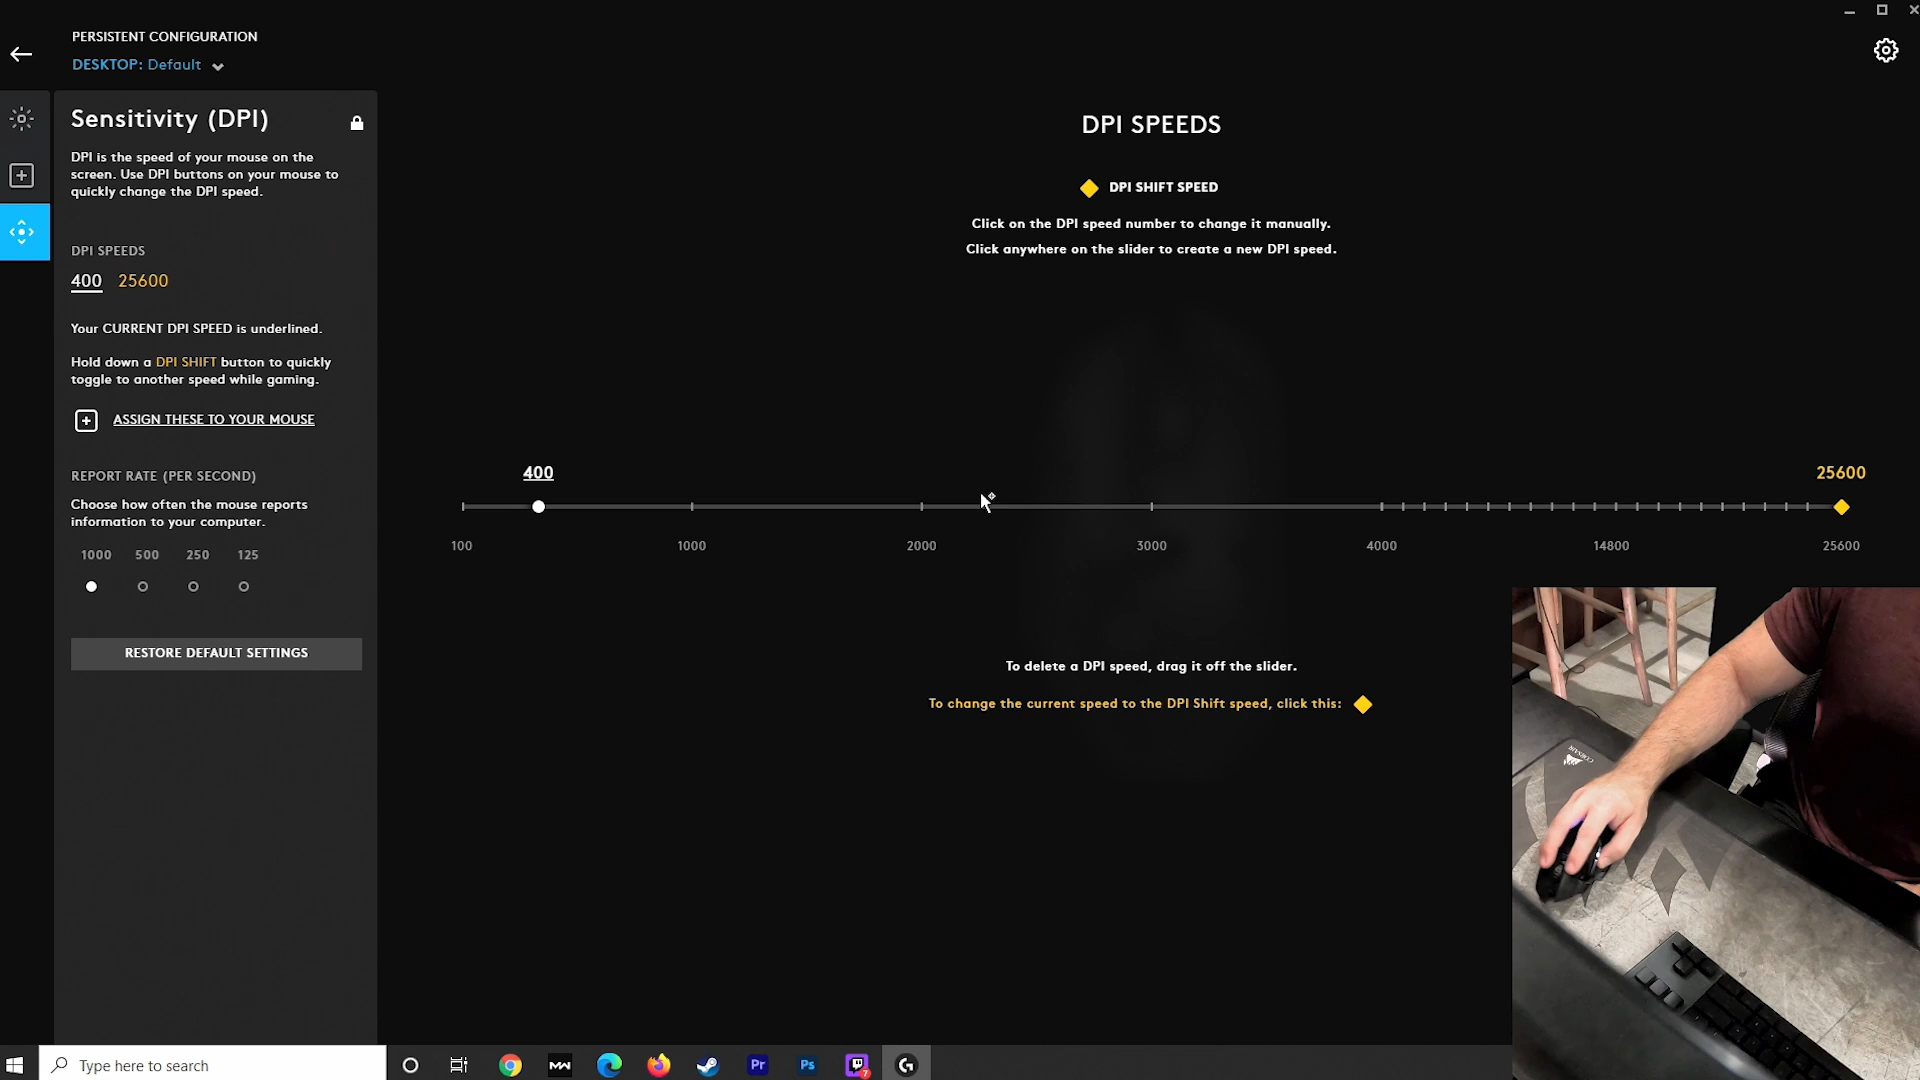 PERSISTENT CONFIGURATION
DESKTOP: Default
Sensitivity (DPI)
DPI is the speed of your mouse on the
screen. Use DPI buttons on your mouse to
quickly change the DPI speed.
DPI SPEEDS
400 25600
Your CURRENT DPI SPEED is underlined.
Hold down a DPI SHIFT button to quickly
toggle to another speed while gaming.
ASSIGN THESE TO YOUR MOUSE
REPORT RATE (PER SECOND)
Choose how often the mouse reports
information to your computer.
1000 500 250 125
RESTORE DEFAULT SETTINGS
DPI SPEEDS
DPI SHIFT SPEED
Click on the DPI speed number to change it manually.
Click anywhere on the slider to create a new DPI speed.
400 25600
100 1000 2000 3000 4000 14800 25600
To delete a DPI speed, drag it off the slider.
To change the current speed to the DPI Shift speed, click this:
CORSAIR
Type here to search
MW
Pr
Ps
7